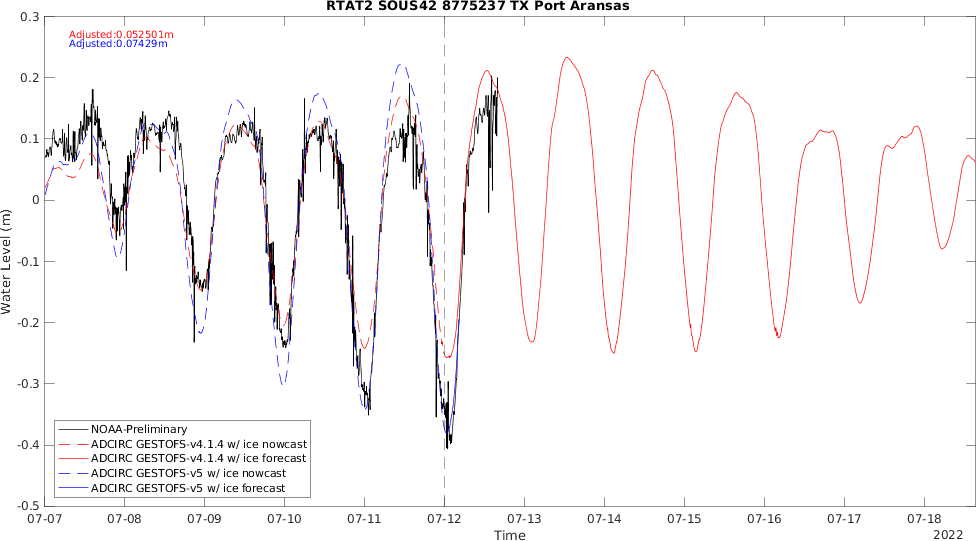 RTAT2 SOUS42 8775237 TX Port Aransas
Adjusted:0.052501m
Adjusted:0.07429m
0.3
0.2
0.1
0
-0.1
-0.2
-0.3
-0.4
-0.5
Water Level (m)
NOAA-Preliminary
ADCIRC GESTOFS-v4.1.4 w/ ice nowcast
ADCIRC GESTOFS-v4.1.4 w/ ice forecast
ADCIRC GESTOFS-v5 w/ ice nowcast
ADCIRC GESTOFS-v5 w/ ice forecast
07-07 07-08 07-09 07-10 07-11 07-12 07-13 07-14 07-15 07-16 07-17 07-18
Time
2022